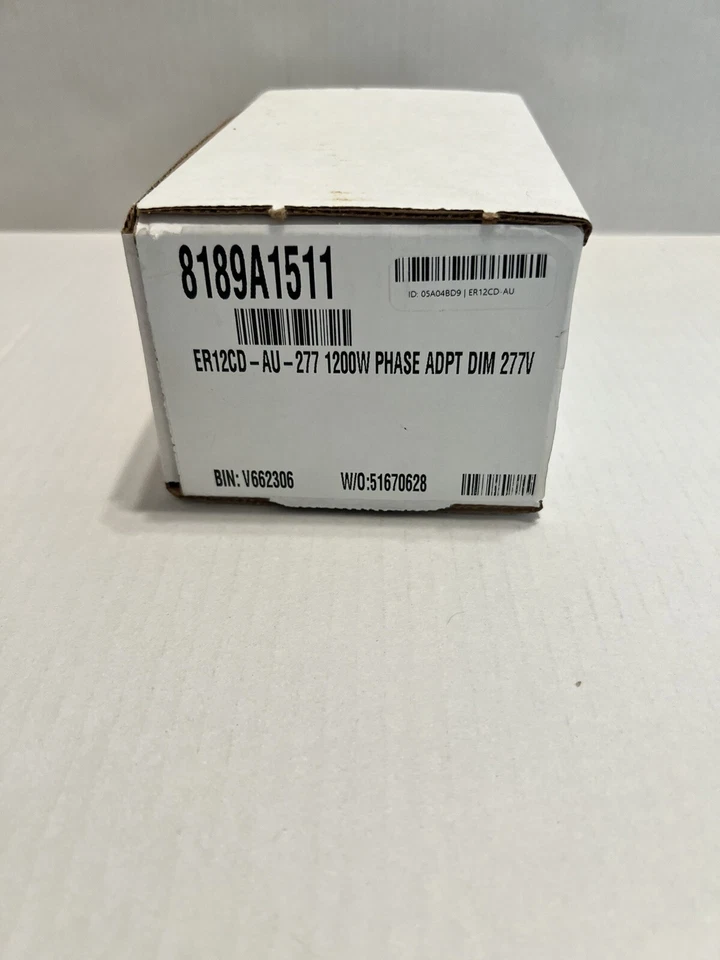 8189A1511
ID: 05A04BD9 | ER12CD-AU
ER12CD-AU-277 1200W PHASE ADPT DIM 277V
BIN: V662306 W/O:51670628